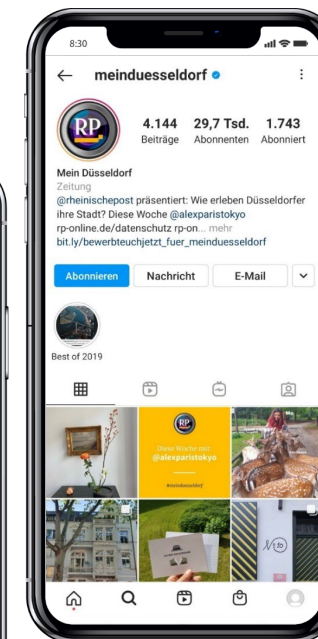 8:30
meinduesseldorf
RP
4.144 29,7 Tsd. 1.743
Beiträge Abonnenten Abonniert
Mein Düsseldorf
Zeitung
@rheinischepost präsentiert: Wie erleben Düsseldorfer
ihre Stadt? Diese Woche @alexparistokyo
rp-online.de/datenschutz rp-on... mehr
bit.ly/bewerbteuchjetzt_fuer_meinduesseldorf
Abonnieren Nachricht E-Mail
Best of 2019
RP
Diese Woche mit
@alexparistokyo
#meinduesseldorf